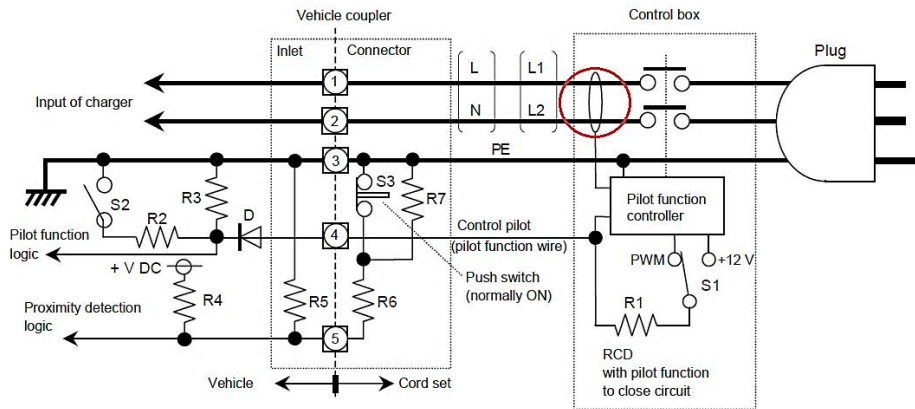 Vehicle coupler
Control box
Inlet
Connector
Plug
1
L
L1
Input of charger
2
N
L2
3
PE
S3
S2
R3
R7
Pilot function
controller
R2
D
4
Control pilot
(pilot function wire)
Pilot function
logic
+ V DC
PWM
+12 V
Push switch
(normally ON)
S1
R4
R5
R6
R1
Proximity detection
logic
5
RCD
with pilot function
to close circuit
Vehicle
Cord set